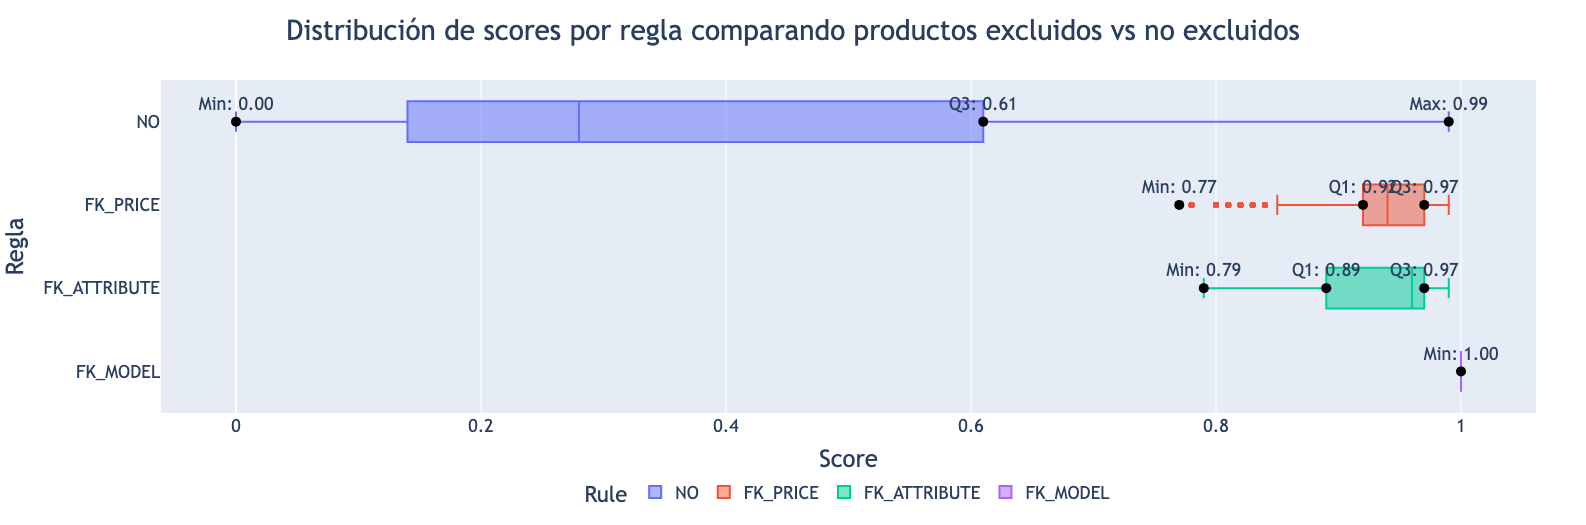 Distribución de scores por regla comparando productos excluidos vs no excluidos
Min: 0.00
Q3: 0.61
Max: 0.99
NO
Min: 0.77
Q1: 0.92
Q3: 0.97
FK_PRICE
Min: 0.79
Q1: 0.89
Q3: 0.97
FK_ATTRIBUTE
Min: 1.00
FK_MODEL
Regla
0 0.2 0.4 0.6 0.8 1
Score
Rule NO FK_PRICE FK_ATTRIBUTE FK_MODEL